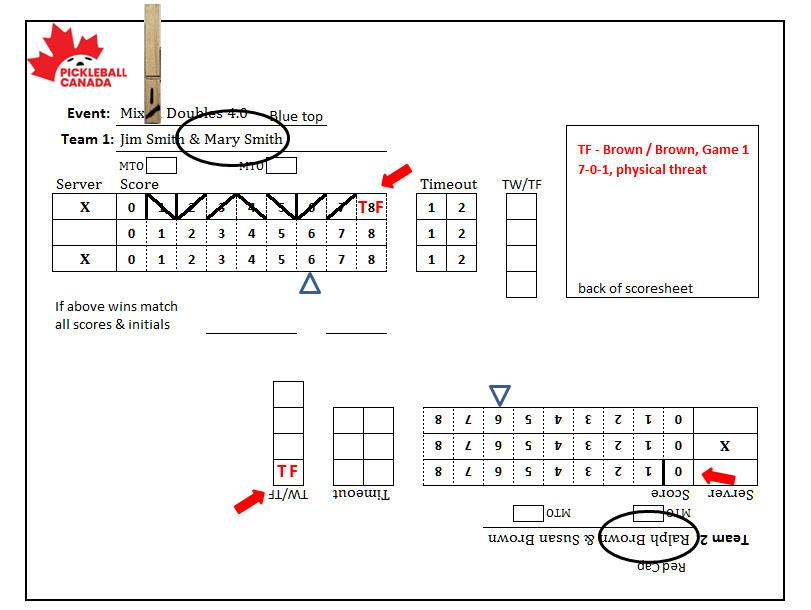 PICKLEBALL
CANADA
Event: Mixed Doubles 4.0 Blue top
Team 1: Jim Smith & Mary Smith
MTO MTO
Server Score Timeout TW/TF
X 0 1 2 3 4 5 6 7 8 TF 1 2
0 1 2 3 4 5 6 7 8 1 2
X 0 1 2 3 4 5 6 7 8 1 2
TF - Brown / Brown, Game 1
7-0-1, physical threat
back of scoresheet
If above wins match
all scores & initials
Red Cap
Team 2 Ralph Brown & Susan Brown
MTO MTO
Server Score Timeout TW/TF
0 1 2 3 4 5 6 7 8 TF
X 0 1 2 3 4 5 6 7 8
0 1 2 3 4 5 6 7 8